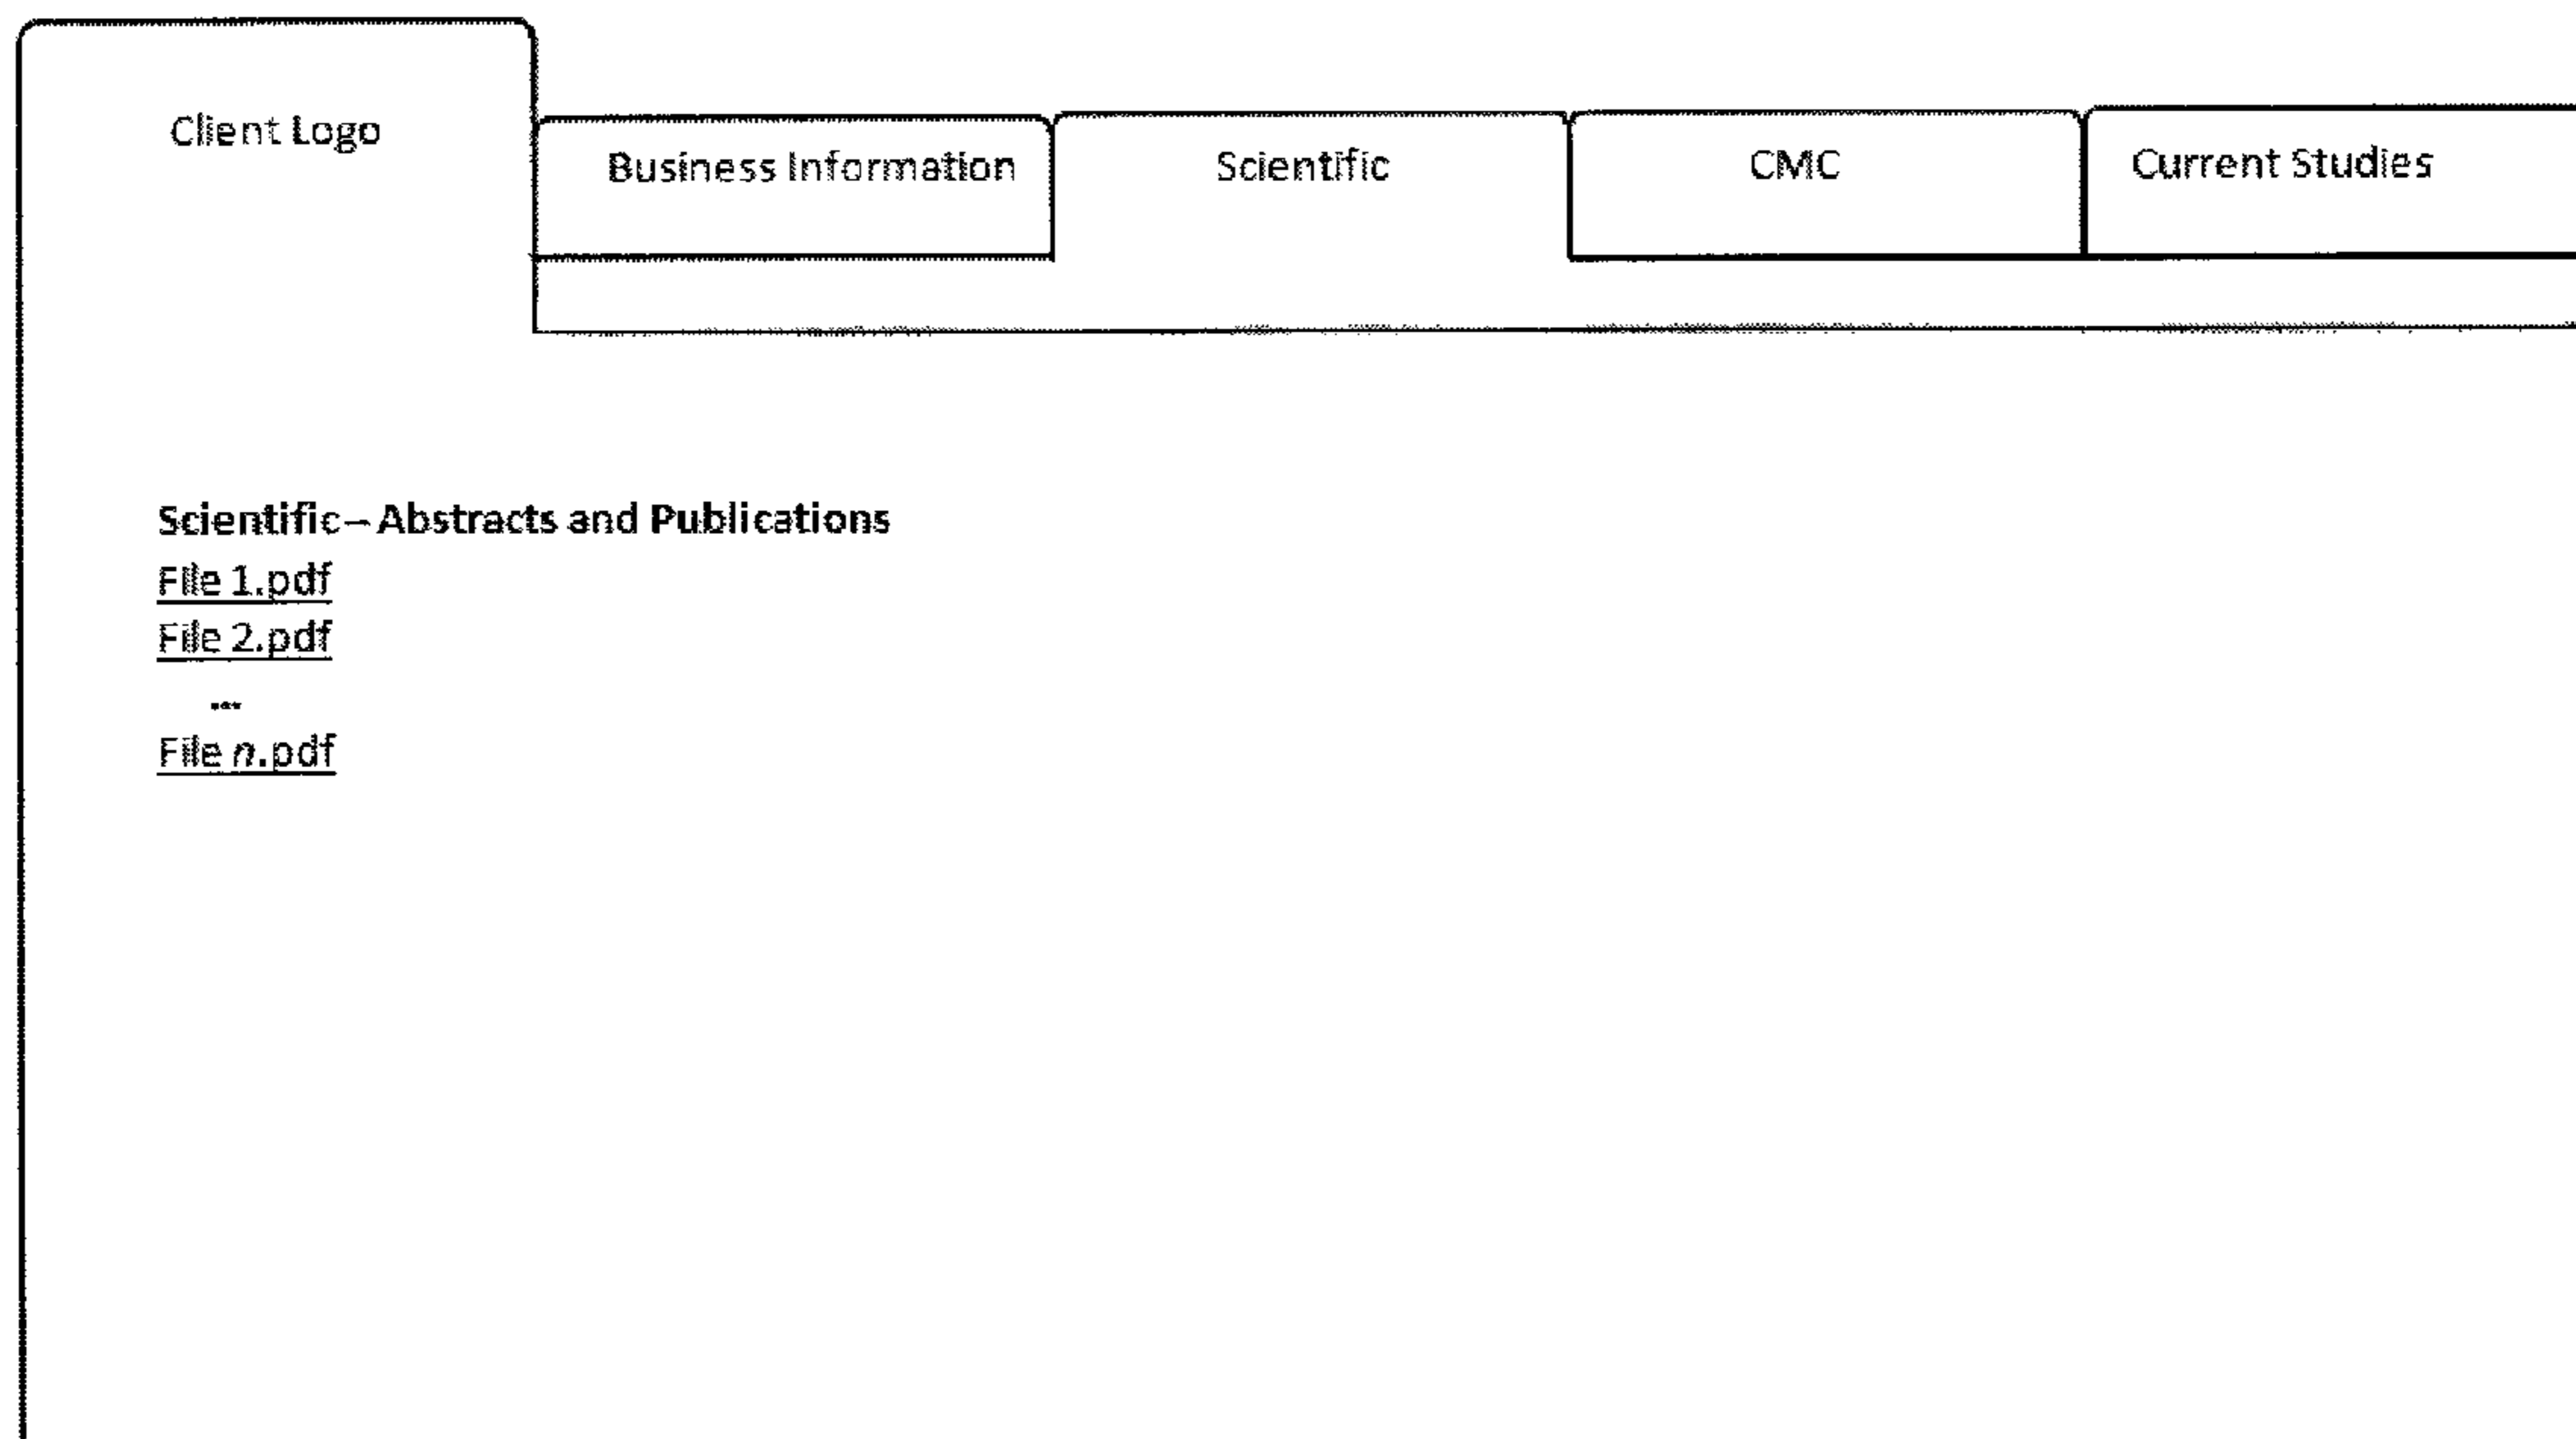 Client Logo
Business Information
Scientific
CMC
Current Studies
Scientific – Abstracts and Publications
File 1.pdf
File 2.pdf
...
File n.pdf